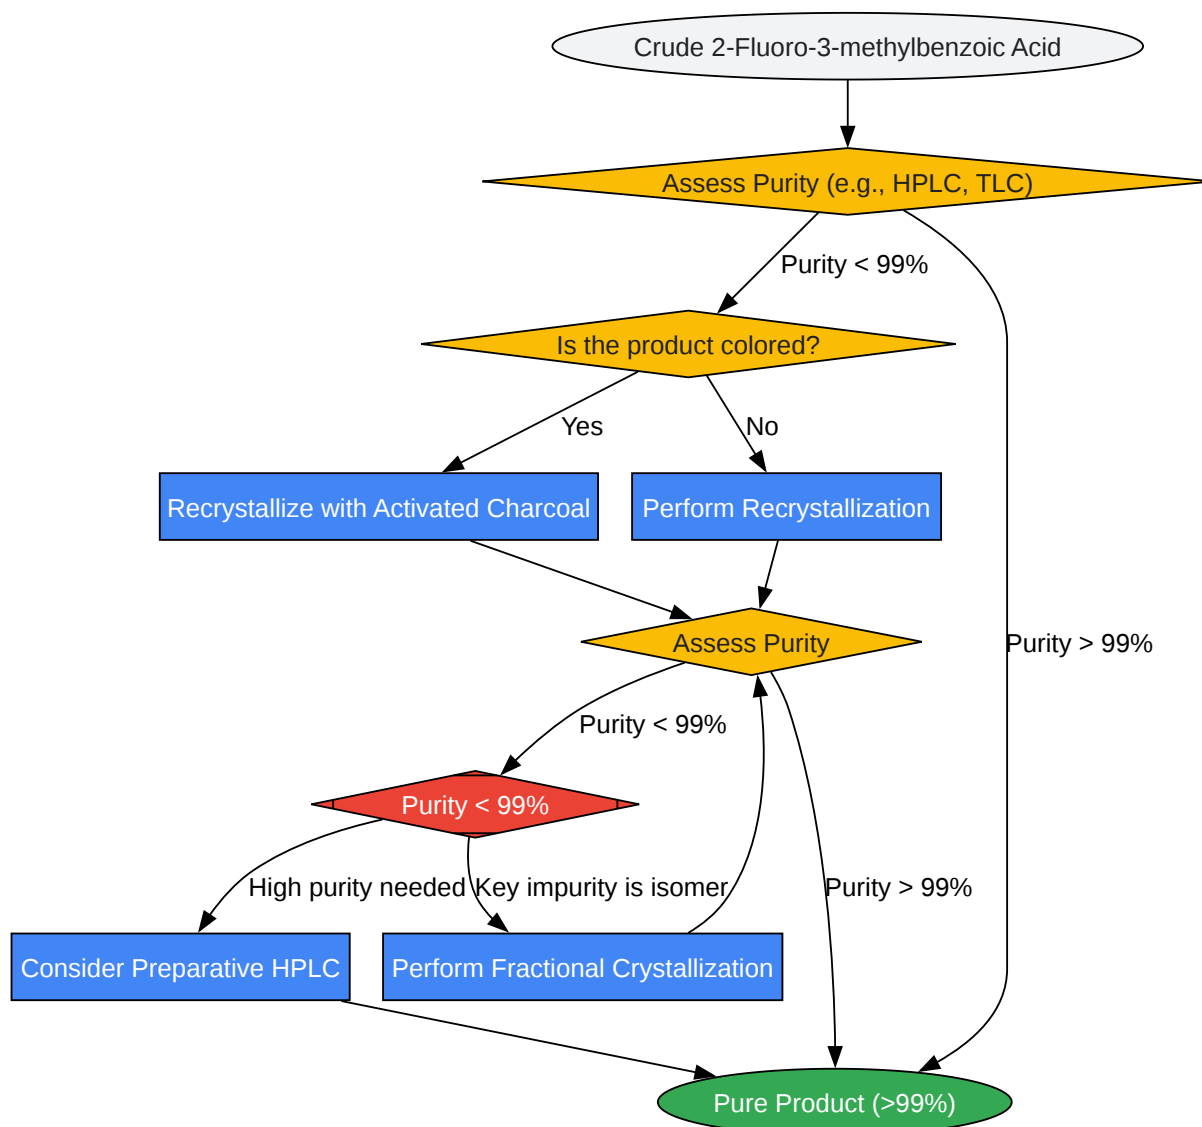 Crude 2-Fluoro-3-methylbenzoic Acid
Assess Purity (e.g., HPLC, TLC)
Purity < 99%
Is the product colored?
Yes
No
Recrystallize with Activated Charcoal
Perform Recrystallization
Assess Purity
Purity > 99%
Purity < 99%
Purity < 99%
High purity needed
Key impurity is isomer
Purity > 99%
Consider Preparative HPLC
Perform Fractional Crystallization
Pure Product (>99%)